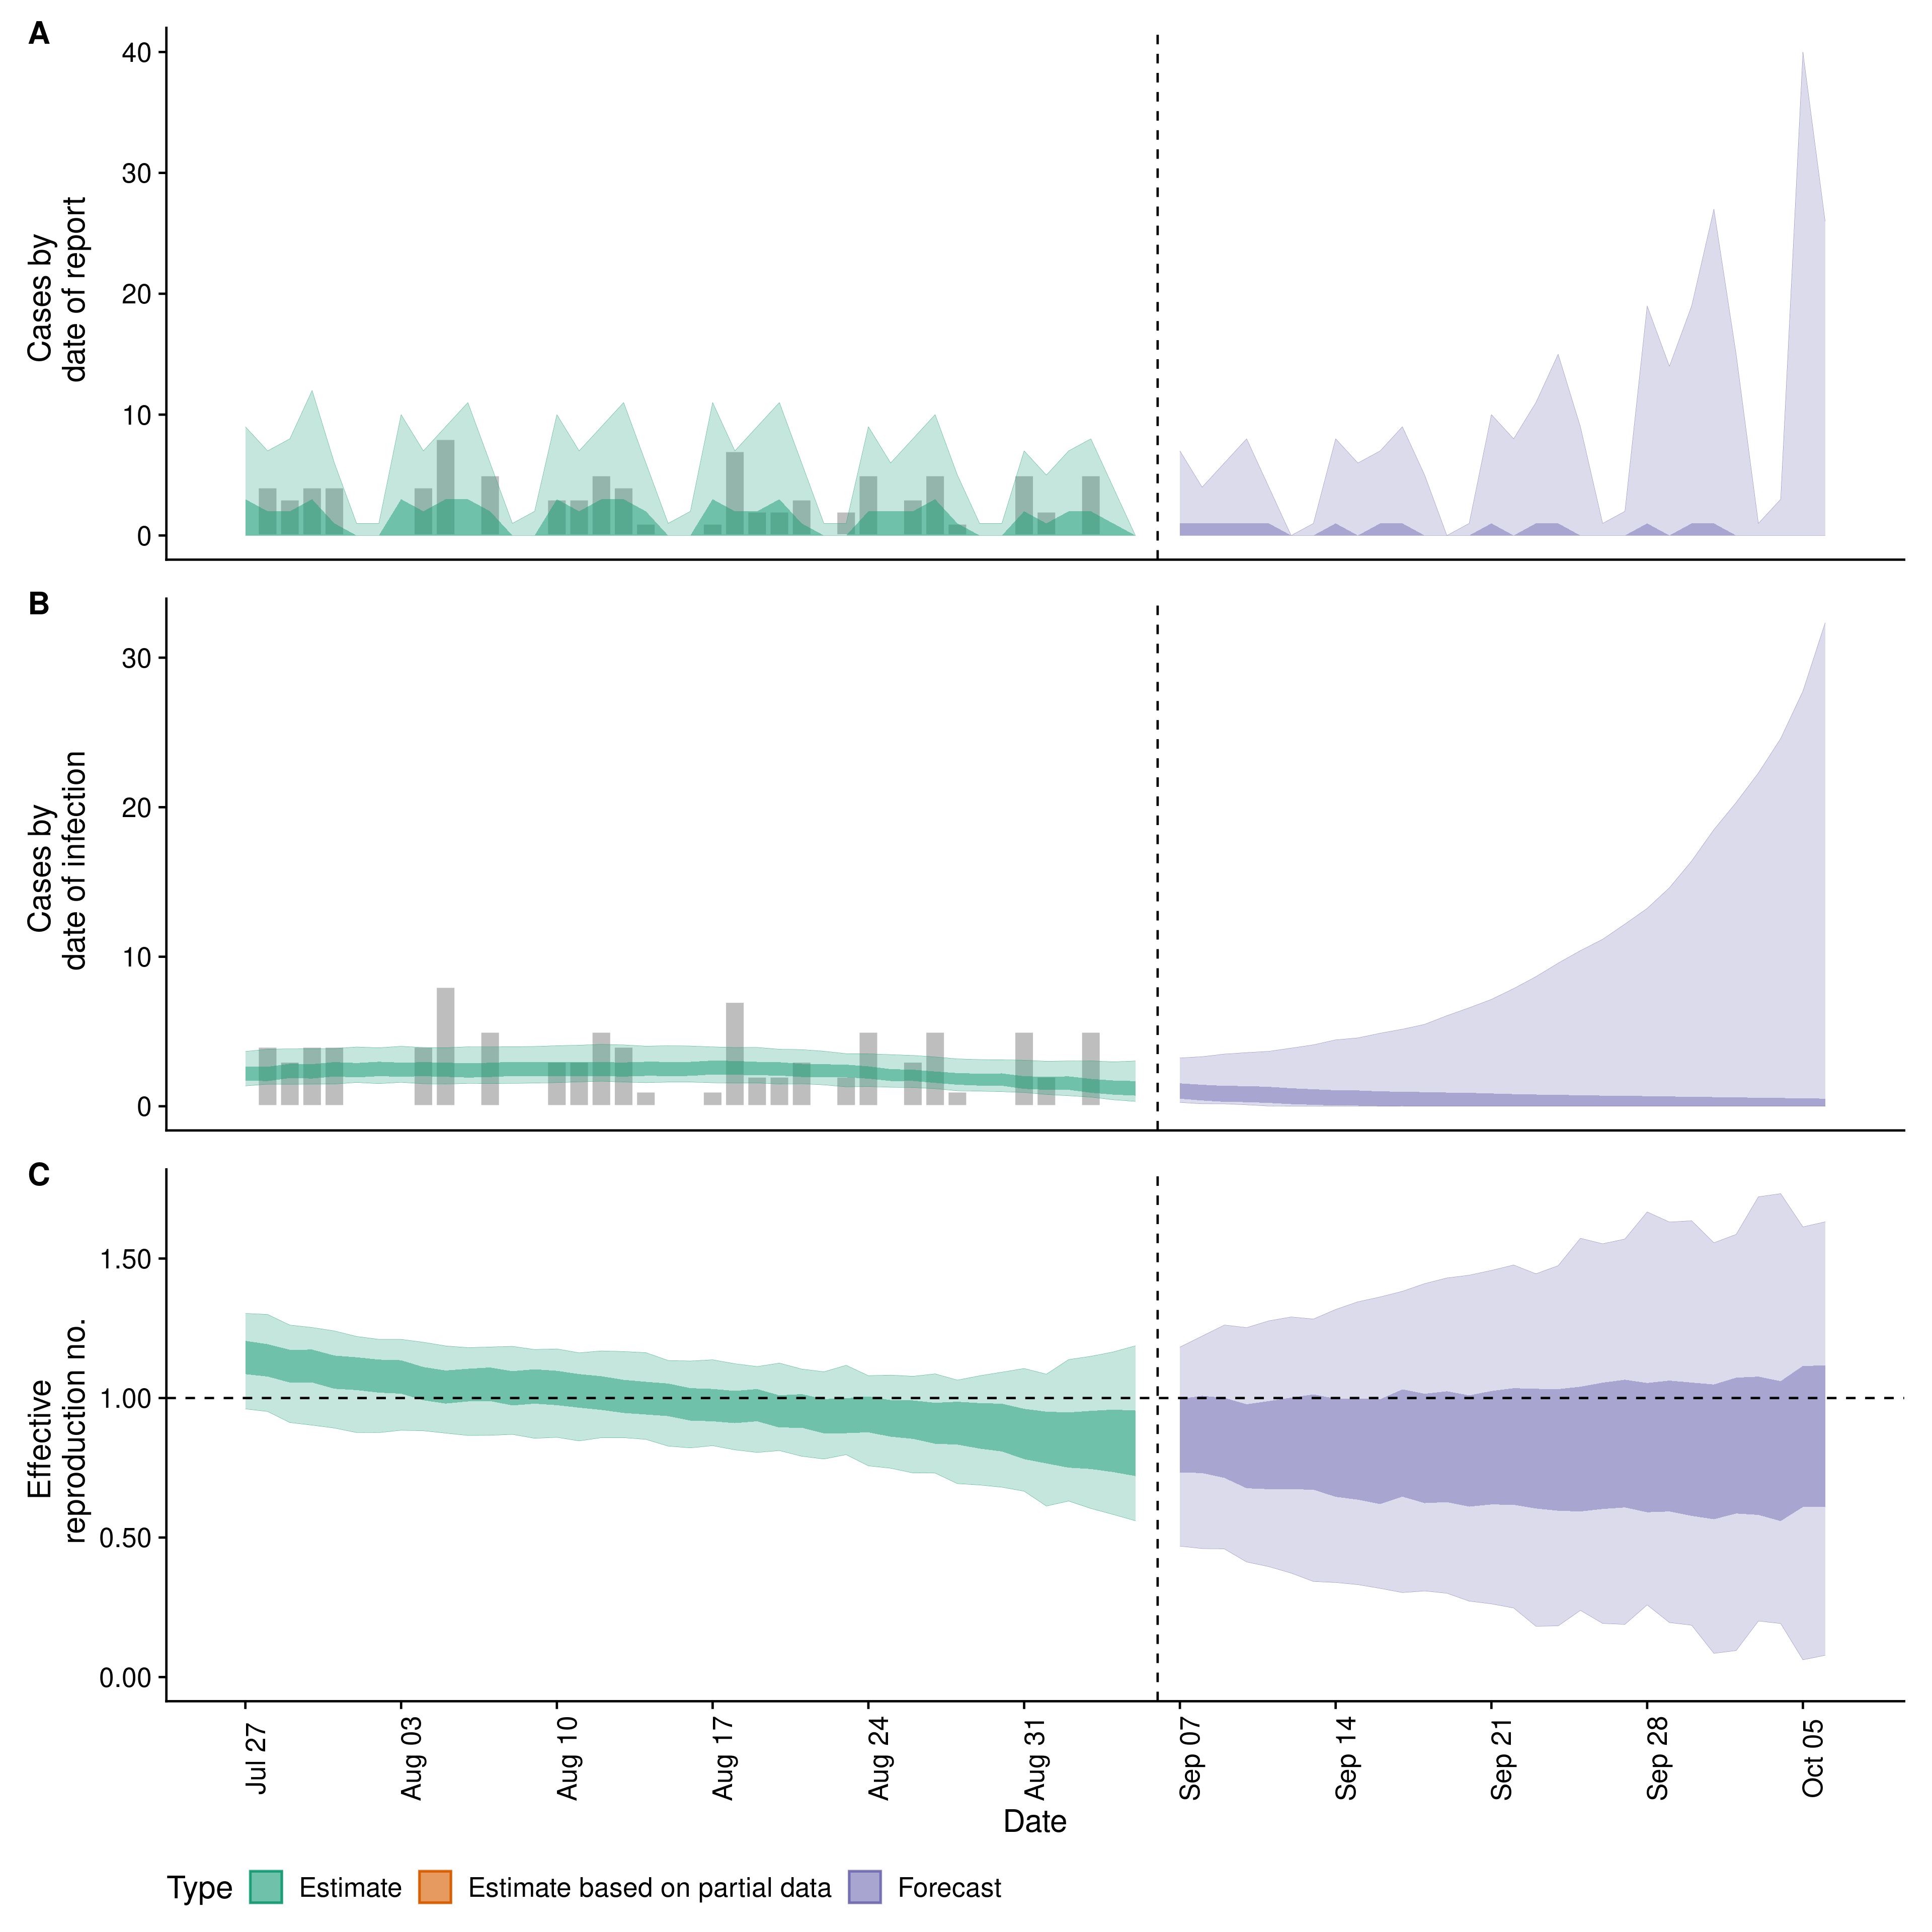 A
Cases by
date of report
40
30
20
10
0
B
Cases by
date of infection
30
20
10
0
C
Effective
reproduction no.
1.50
1.00
0.50
0.00
Jul 27
Aug 03
Aug 10
Aug 17
Aug 24
Aug 31
Sep 07
Sep 14
Sep 21
Sep 28
Oct 05
Date
Type Estimate Estimate based on partial data Forecast